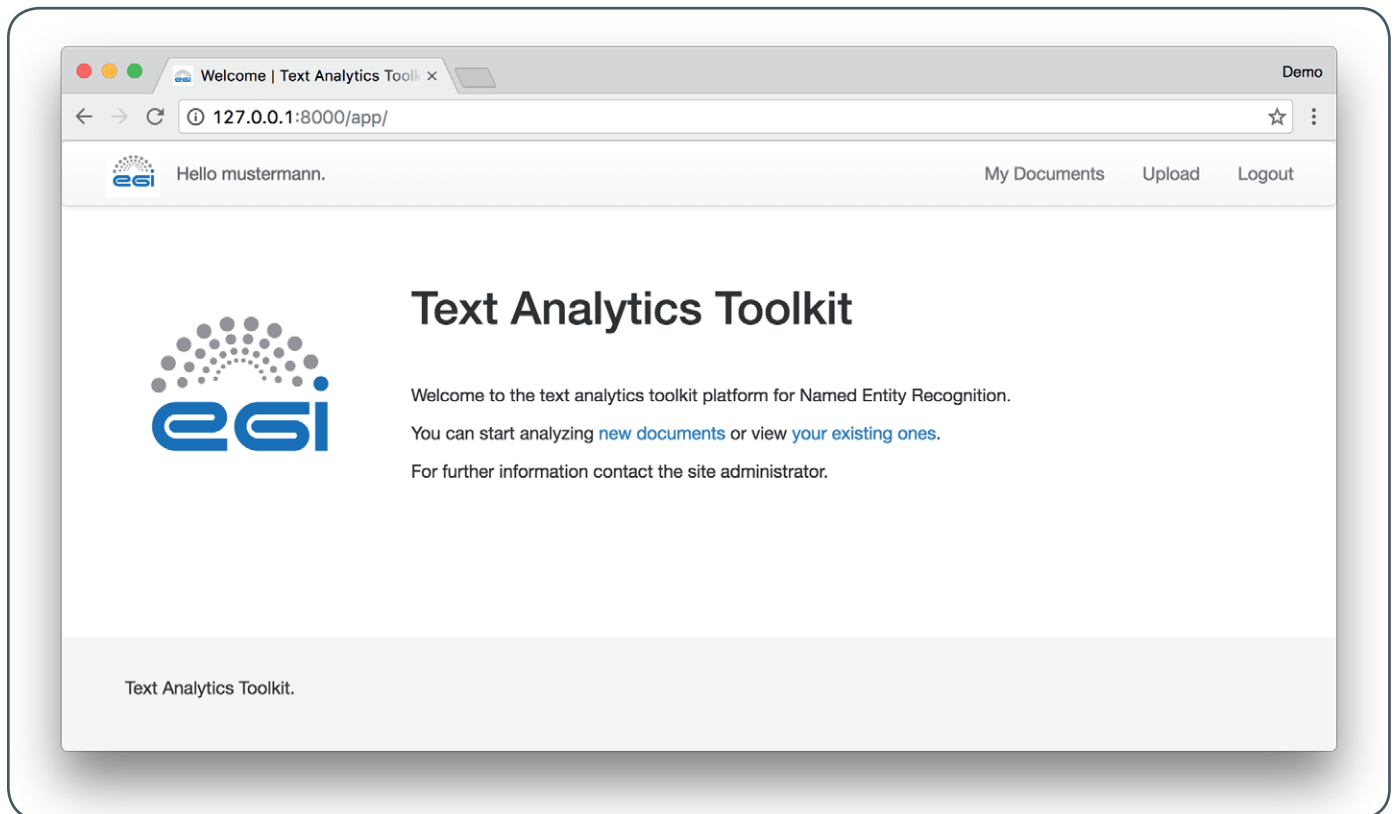 Welcome | Text Analytics Toolk
Demo
127.0.0.1:8000/app/
egi
Hello mustermann.
My Documents
Upload
Logout
Text Analytics Toolkit
egi
Welcome to the text analytics toolkit platform for Named Entity Recognition.
You can start analyzing new documents or view your existing ones.
For further information contact the site administrator.
Text Analytics Toolkit.